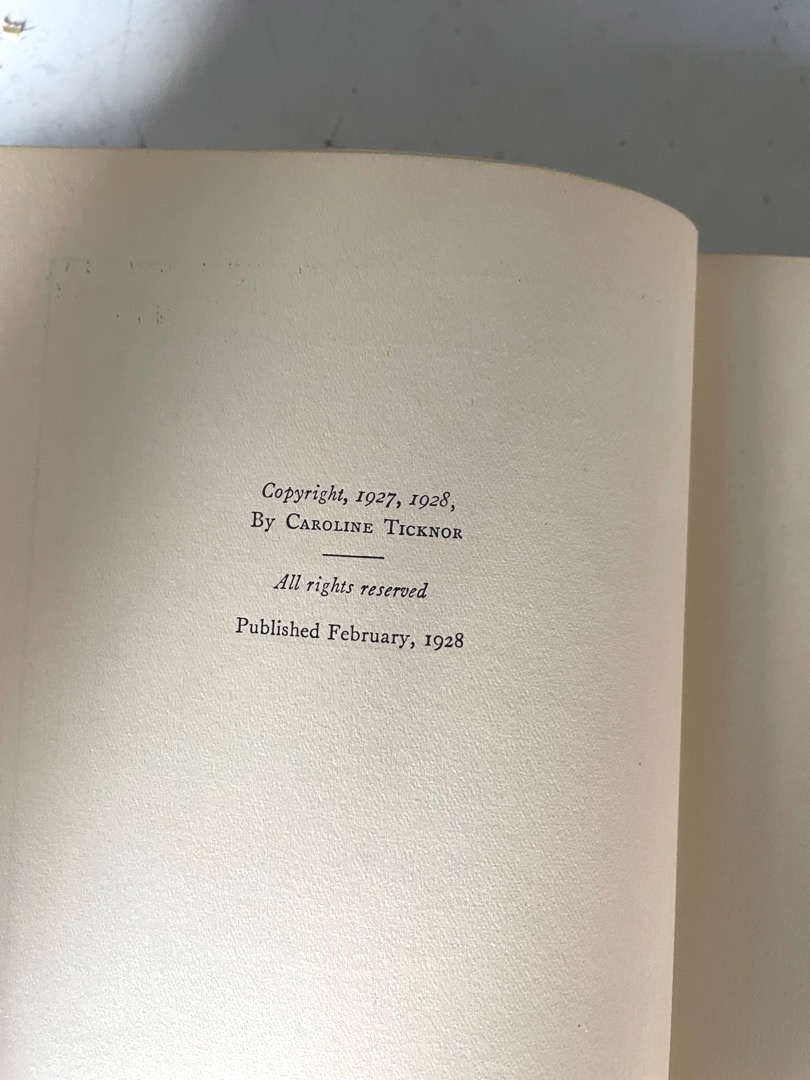 Copyright, 1927, 1928,
By Caroline Ticknor
All rights reserved
Published February, 1928